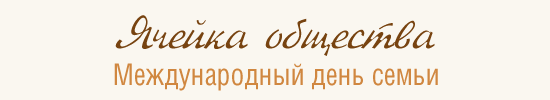 Ячейка общества
Международный день семьи